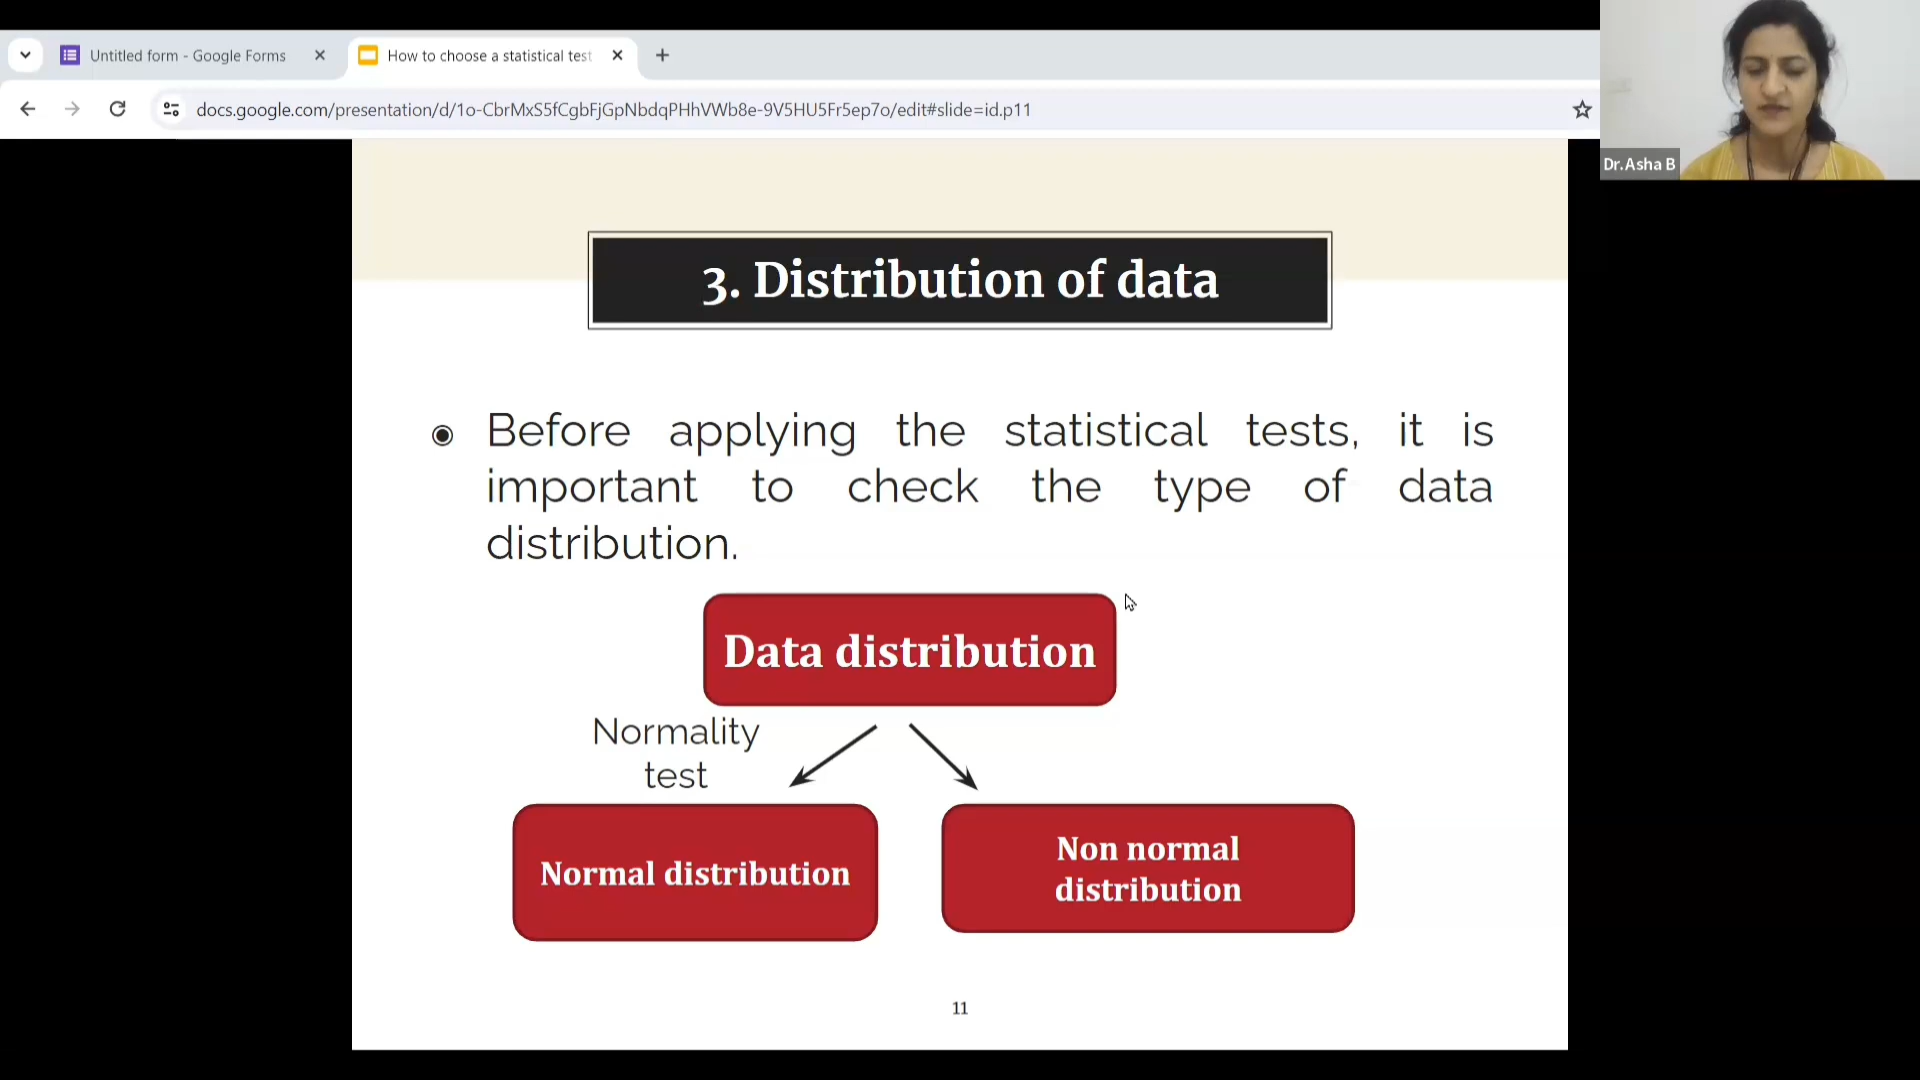 Untitled form - Google Forms
How to choose a statistical test
docs.google.com/presentation/d/1o-CbrMxS5fCgbFjGpNbdqPHhVWb8e-9V5HU5Fr5ep7o/edit#slide=id.p11
Dr.Asha B
3. Distribution of data
Before applying the statistical tests, it is
important to check the type of data
distribution.
Data distribution
Normality
test
Normal distribution
Non normal
distribution
11